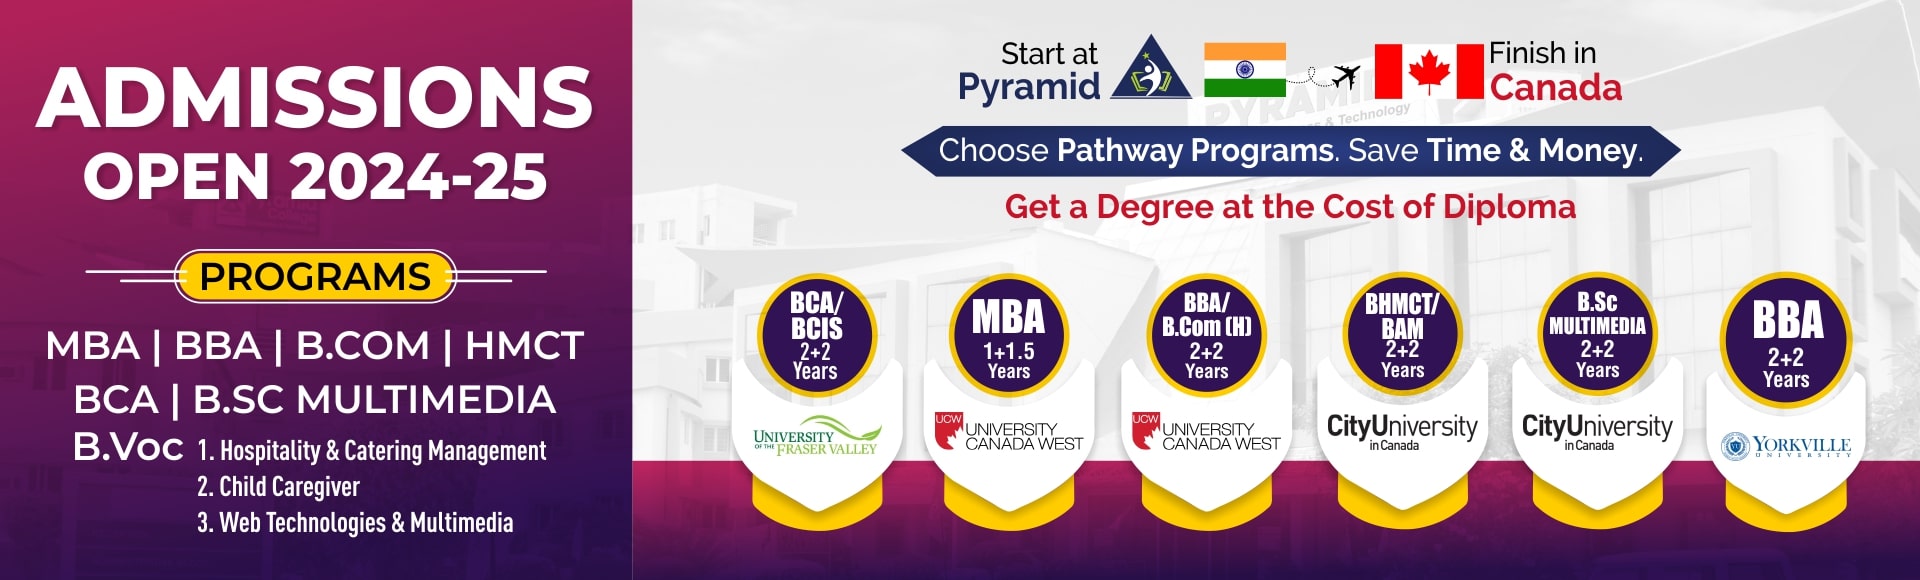 ADMISSIONS
OPEN 2024-25
PROGRAMS
MBA | BBA | B.COM | HMCT
BCA | B.SC MULTIMEDIA
B.Voc 1. Hospitality & Catering Management
2. Child Caregiver
3. Web Technologies & Multimedia
Start at
Pyramid
Finish in
Canada
PYRAMID
& Technology
Choose Pathway Programs. Save Time & Money.
Get a Degree at the Cost of Diploma
BCA/
BCIS
2+2
Years
UNIVERSITY
OF THE FRASER VALLEY
MBA
1+1.5
Years
UCW
UNIVERSITY
CANADA WEST
BBA/
B.Com (H)
2+2
Years
UCW
UNIVERSITY
CANADA WEST
BHMCT/
BAM
2+2
Years
CityUniversity
in Canada
B.Sc
MULTIMEDIA
2+2
Years
CityUniversity
in Canada
BBA
2+2
Years
YORKVILLE
UNIVERSITY